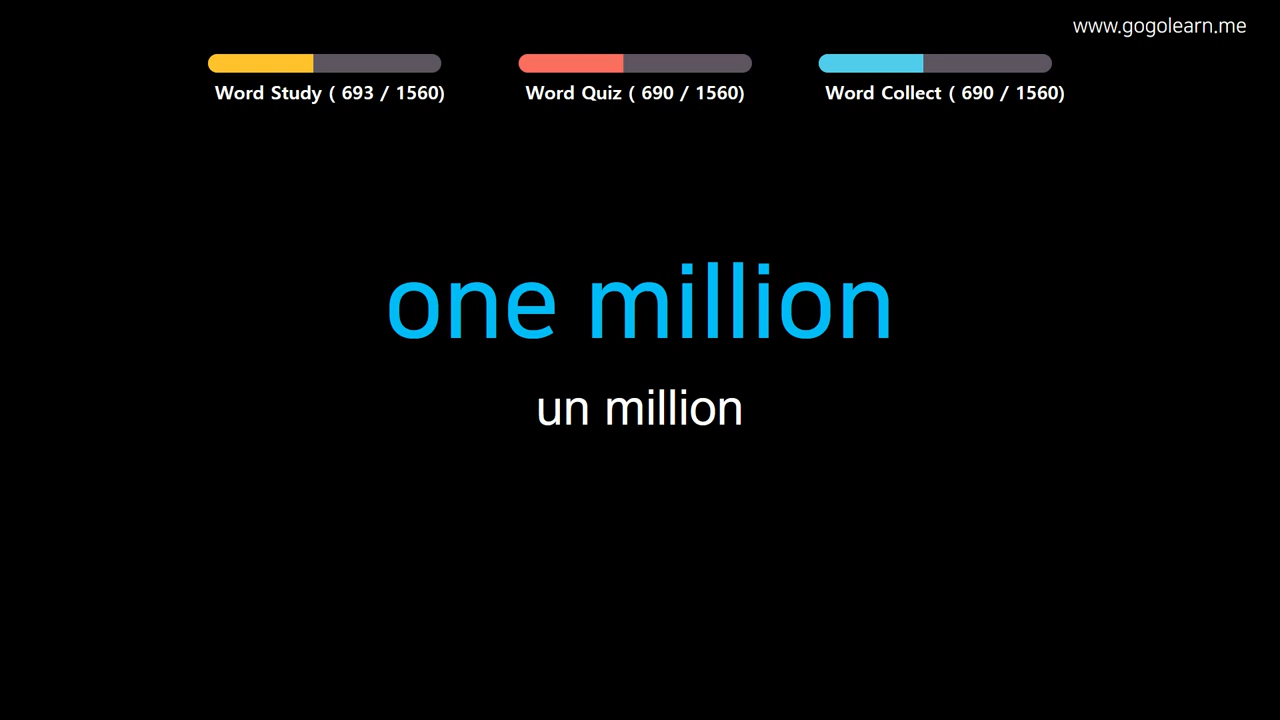 www.gogolearn.me
Word Study ( 693 / 1560)
Word Quiz ( 690 / 1560)
Word Collect ( 690 / 1560)
one million
un million